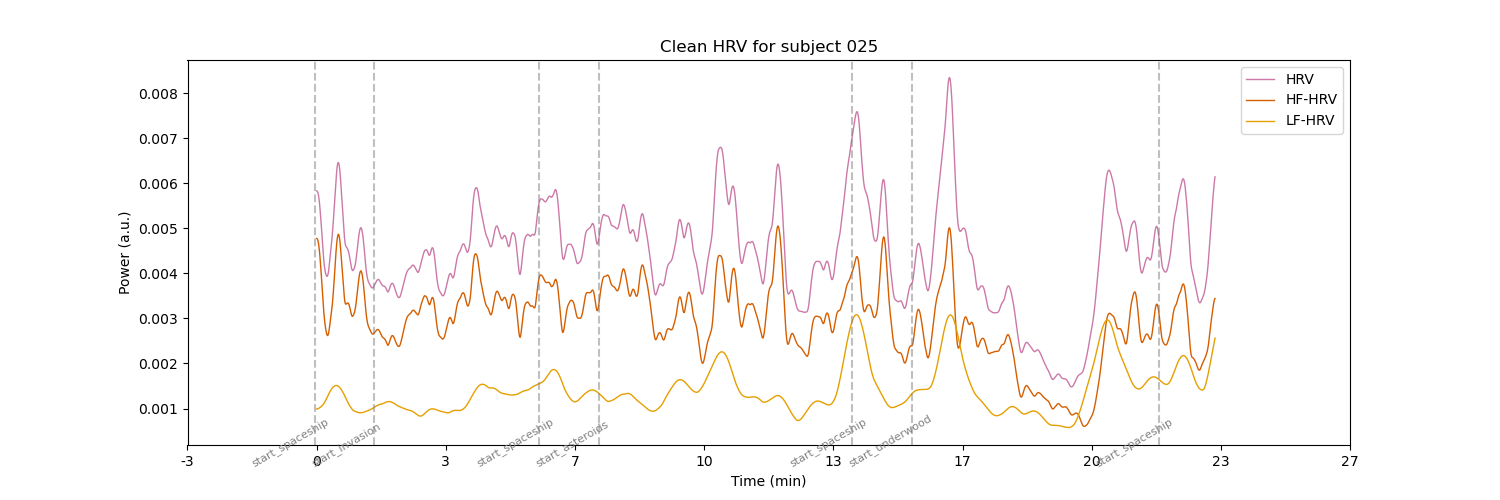 Clean HRV for subject 025
HRV
HF-HRV
LF-HRV
Power (a.u.)
0.008
0.007
0.006
0.005
0.004
0.003
0.002
0.001
start_spaceship
start_invasion
start_spaceship
start_asteroids
start_spaceship
start_underwood
start_spaceship
-3 0 3 7 10 13 17 20 23 27
Time (min)